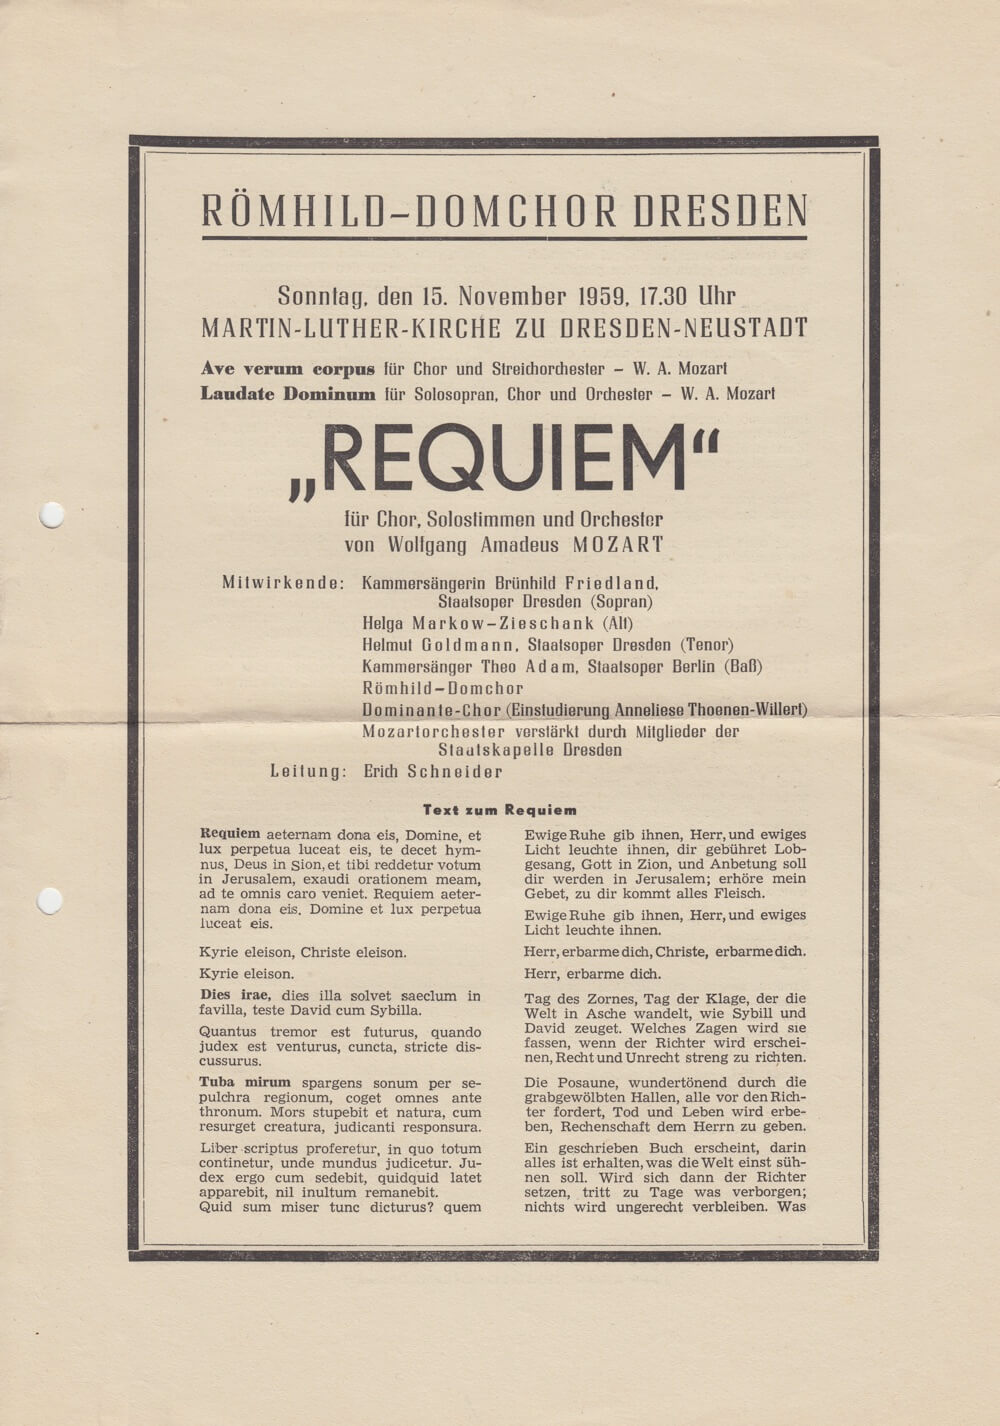 RÖMHILD-DOMCHOR DRESDEN
Sonntag, den 15. November 1959, 17.30 Uhr
MARTIN-LUTHER-KIRCHE ZU DRESDEN-NEUSTADT
Ave verum corpus für Chor und Streichorchester – W. A. Mozart
Laudate Dominum für Solosopran, Chor und Orchester – W. A. Mozart
„REQUIEM“
für Chor, Solostimmen und Orchester
von Wolfgang Amadeus MOZART
Mitwirkende: Kammersängerin Brünhild Friedland,
Staatsoper Dresden (Sopran)
Helga Markow-Zieschank (Alt)
Helmut Goldmann, Staatsoper Dresden (Tenor)
Kammersänger Theo Adam, Staatsoper Berlin (Baß)
Römhild-Domchor
Dominante-Chor (Einstudierung Anneliese Thoenen-Willert)
Mozartorchester verstärkt durch Mitglieder der
Staatskapelle Dresden
Leitung: Erich Schneider
Text zum Requiem
Requiem aeternam dona eis, Domine, et
lux perpetua luceat eis, te decet hym-
nus, Deus in Sion, et tibi reddetur votum
in Jerusalem, exaudi orationem meam,
ad te omnis caro veniet. Requiem aeter-
nam dona eis. Domine et lux perpetua
luceat eis.
Kyrie eleison, Christe eleison.
Kyrie eleison.
Dies irae, dies illa solvet saeclum in
favilla, teste David cum Sybilla.
Quantus tremor est futurus, quando
judex est venturus, cuncta, stricte dis-
cussurus.
Tuba mirum spargens sonum per se-
pulchra regionum, coget omnes ante
thronum. Mors stupebit et natura, cum
resurget creatura, judicanti responsura.
Liber scriptus proferetur, in quo totum
continetur, unde mundus judicetur. Ju-
dex ergo cum sedebit, quidquid latet
apparebit, nil inultum remanebit.
Quid sum miser tunc dicturus? quem
Ewige Ruhe gib ihnen, Herr, und ewiges
Licht leuchte ihnen, dir gebühret Lob-
gesang, Gott in Zion, und Anbetung soll
dir werden in Jerusalem; erhöre mein
Gebet, zu dir kommt alles Fleisch.
Ewige Ruhe gib ihnen, Herr, und ewiges
Licht leuchte ihnen.
Herr, erbarme dich, Christe, erbarme dich.
Herr, erbarme dich.
Tag des Zornes, Tag der Klage, der die
Welt in Asche wandelt, wie Sybill und
David zeuget. Welches Zagen wird sie
fassen, wenn der Richter wird erschei-
nen, Recht und Unrecht streng zu richten.
Die Posaune, wundertönend durch die
grabgewölbten Hallen, alle vor den Rich-
ter fordert, Tod und Leben wird erbe-
ben, Rechenschaft dem Herrn zu geben.
Ein geschrieben Buch erscheint, darin
alles ist erhalten, was die Welt einst süh-
nen soll. Wird sich dann der Richter
setzen, tritt zu Tage was verborgen;
nichts wird ungerecht verbleiben. Was